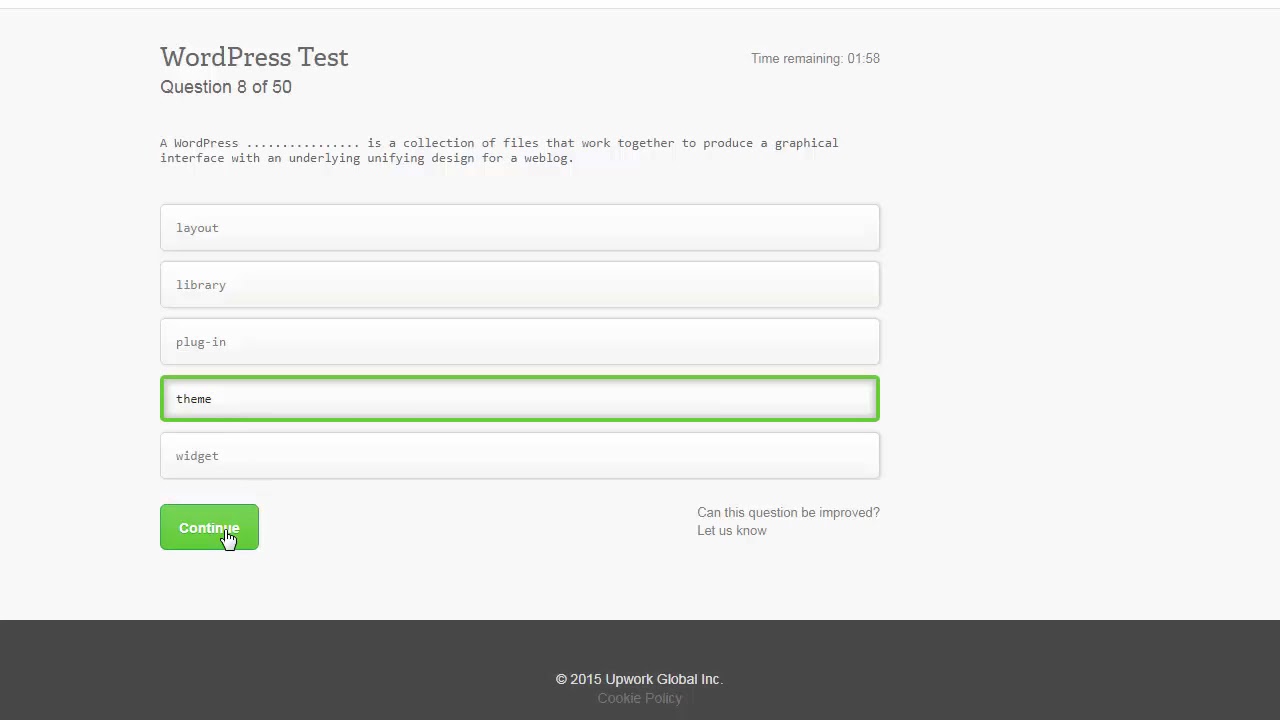 WordPress Test
Time remaining: 01:58
Question 8 of 50
A WordPress ................ is a collection of files that work together to produce a graphical
interface with an underlying unifying design for a weblog.
layout
library
plug-in
theme
widget
Continue
Can this question be improved?
Let us know
© 2015 Upwork Global Inc.
Cookie Policy